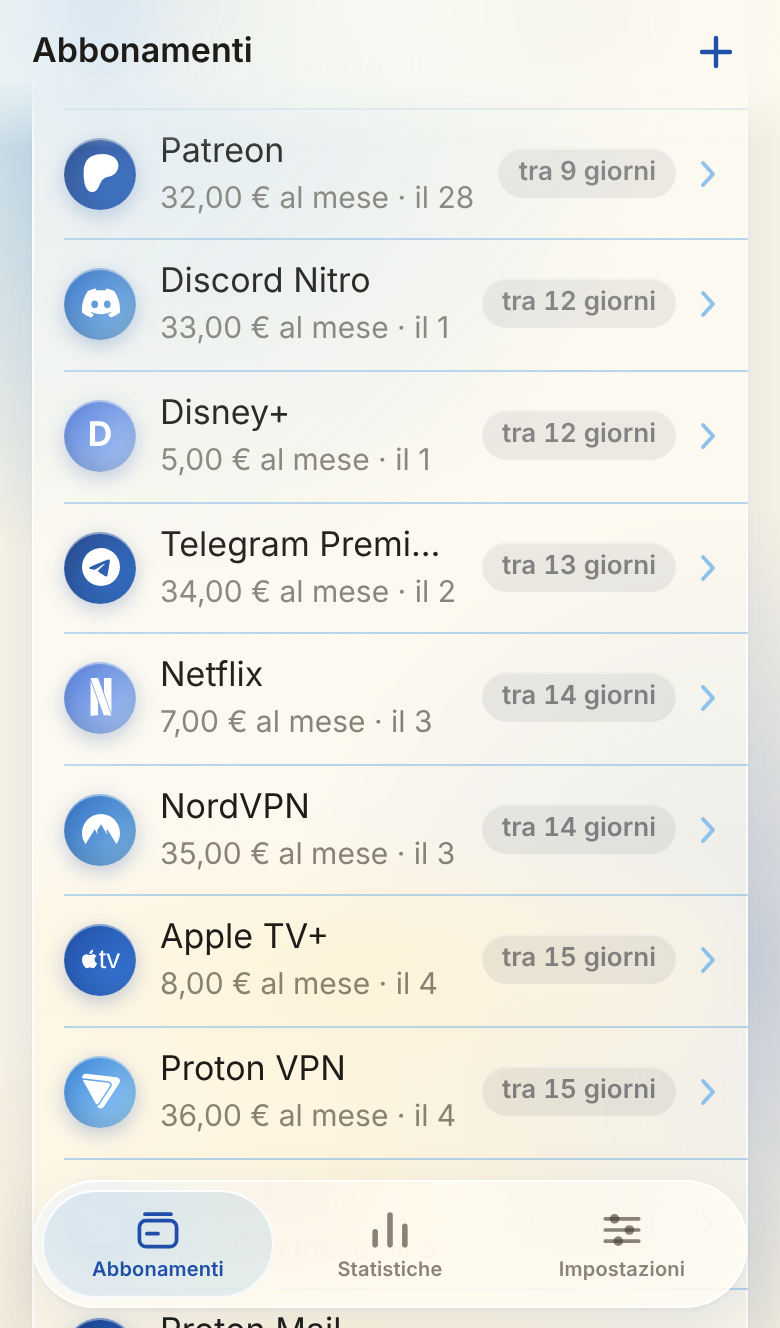 Abbonamenti
Patreon
32,00 € al mese · il 28
tra 9 giorni
Discord Nitro
33,00 € al mese · il 1
tra 12 giorni
D
Disney+
5,00 € al mese · il 1
tra 12 giorni
Telegram Premi...
34,00 € al mese · il 2
tra 13 giorni
N
Netflix
7,00 € al mese · il 3
tra 14 giorni
NordVPN
35,00 € al mese · il 3
tra 14 giorni
tv
Apple TV+
8,00 € al mese · il 4
tra 15 giorni
Proton VPN
36,00 € al mese · il 4
tra 15 giorni
Abbonamenti
Statistiche
Impostazioni
Proton Mail